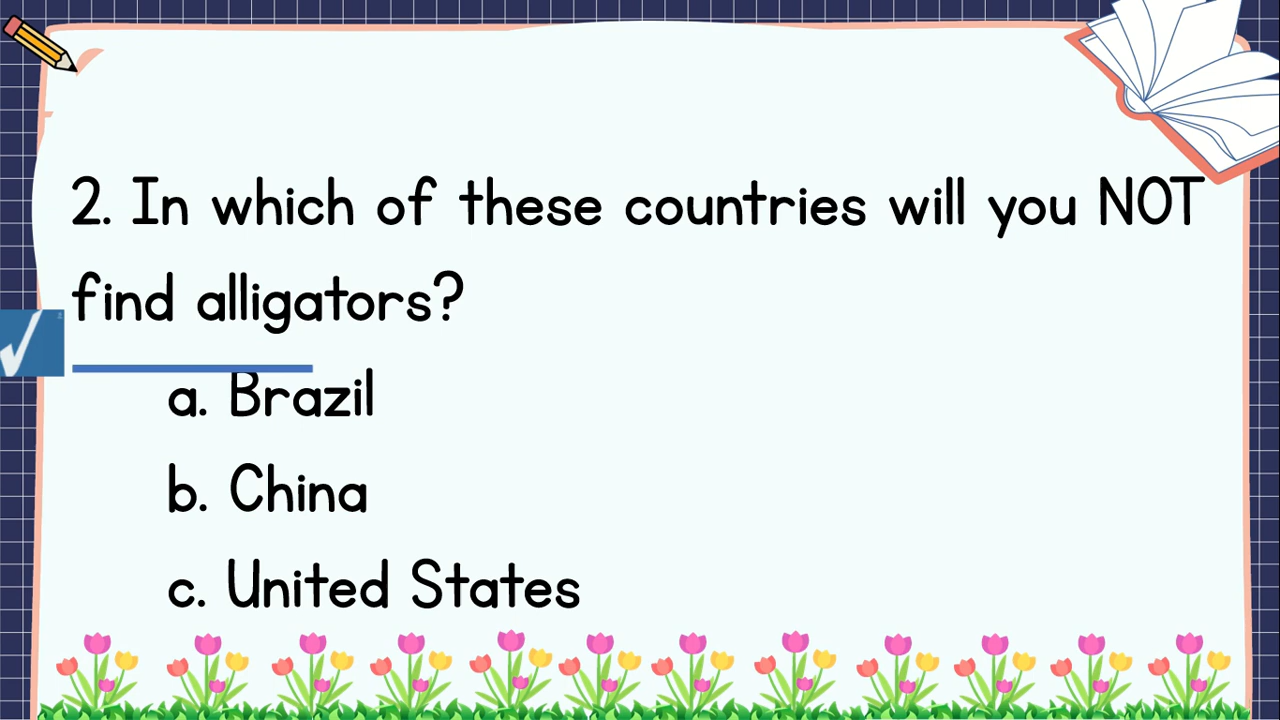 2. In which of these countries will you NOT
find alligators?
a. Brazil
b. China
c. United States